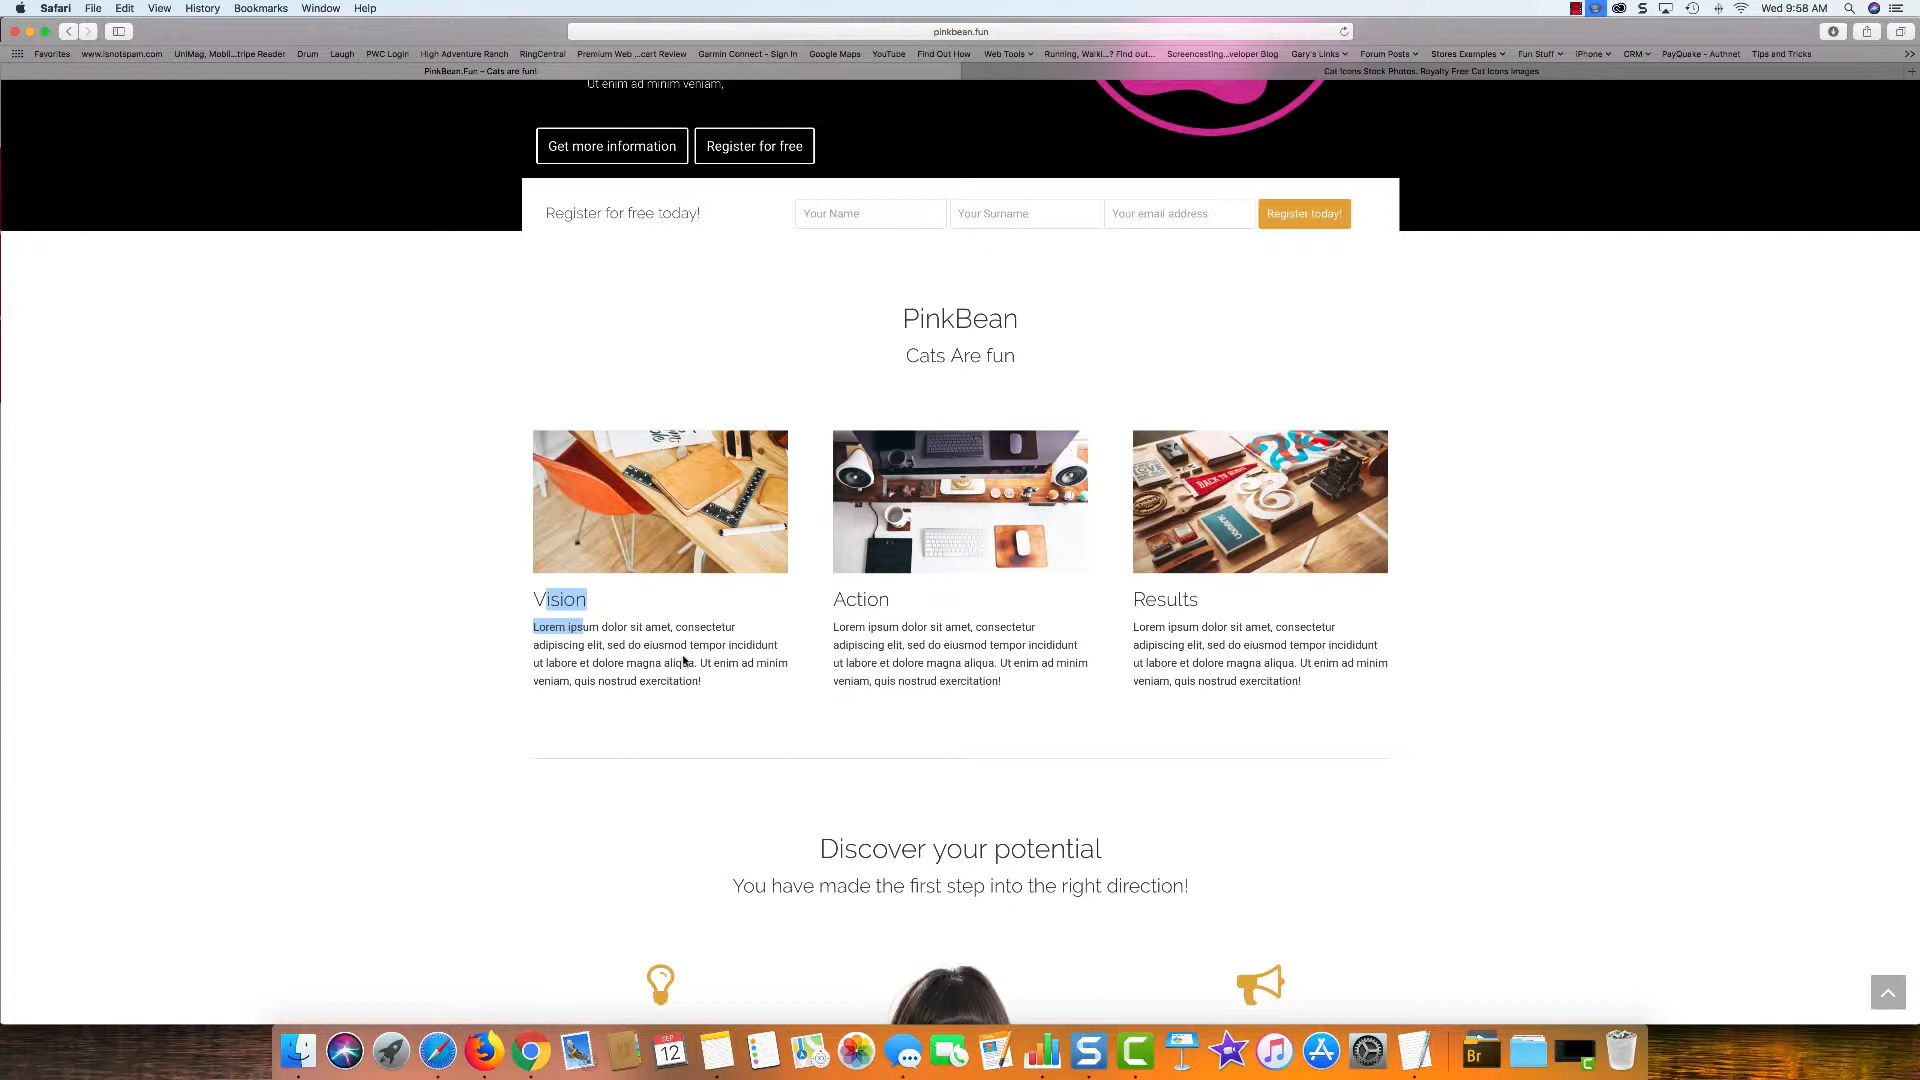 Safari File Edit View History Bookmarks Window Help
Wed 9:58 AM
pinkbean.fun
Favorites www.isnotspam.com UniMag, Mobil...tripe Reader Drum Laugh PWC Login High Adventure Ranch RingCentral Premium Web ...cart Review Garmin Connect - Sign In Google Maps YouTube Find Out How Web Tools Running, Walki...? Find out... Screencasting...veloper Blog Gary's Links Forum Posts Stores Examples Fun Stuff iPhone CRM PayQuake - Authnet Tips and Tricks
PinkBean.Fun – Cats are fun! Cat Icons Stock Photos. Royalty Free Cat Icons Images
Ut enim ad minim veniam,
Get more information Register for free
Register for free today! Your Name Your Surname Your email address Register today!
PinkBean
Cats Are fun
BACK TO SCHOOL
Vision
Lorem ipsum dolor sit amet, consectetur
adipiscing elit, sed do eiusmod tempor incididunt
ut labore et dolore magna aliqua. Ut enim ad minim
veniam, quis nostrud exercitation!
Action
Lorem ipsum dolor sit amet, consectetur
adipiscing elit, sed do eiusmod tempor incididunt
ut labore et dolore magna aliqua. Ut enim ad minim
veniam, quis nostrud exercitation!
Results
Lorem ipsum dolor sit amet, consectetur
adipiscing elit, sed do eiusmod tempor incididunt
ut labore et dolore magna aliqua. Ut enim ad minim
veniam, quis nostrud exercitation!
Discover your potential
You have made the first step into the right direction!
SEP
12
S
C
Br